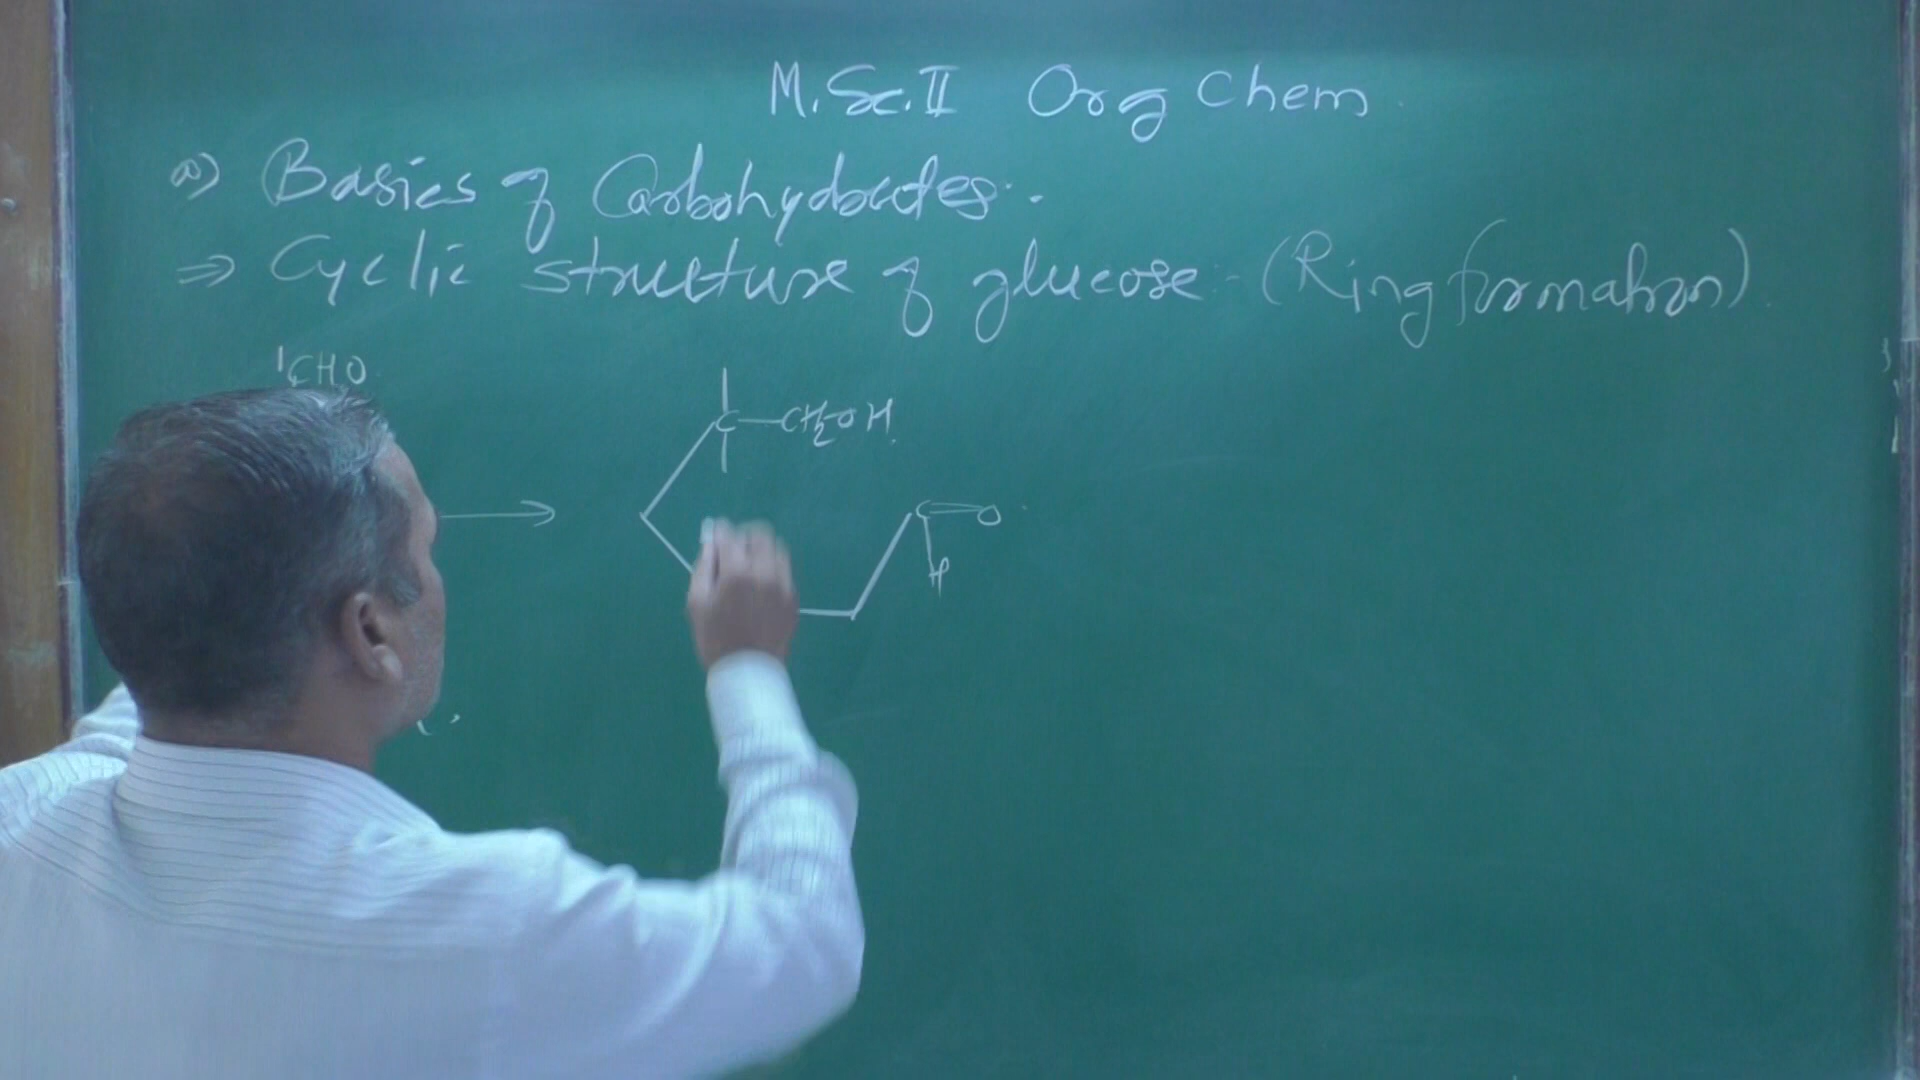 M.Sc.II Org Chem
a) Basics of Carbohydrates:-
⇒ Cyclic structure of glucose:- (Ring formation).
1CHO
C—CH2OH
C=O
H